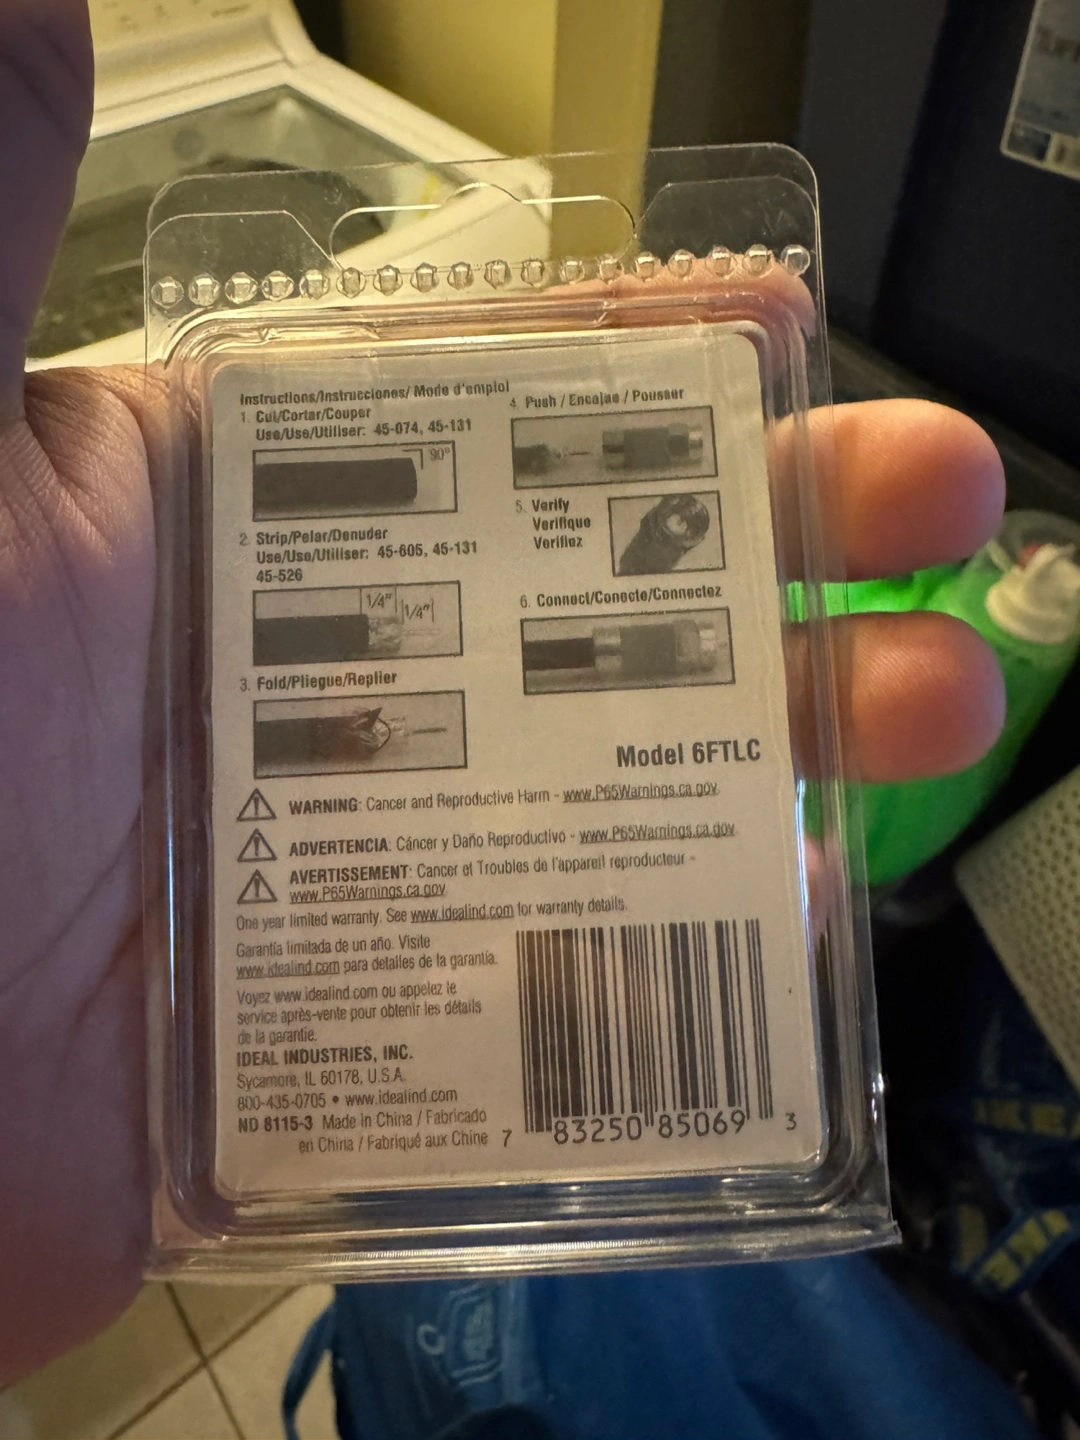 Instructions/Instrucciones/ Mode d'emploi
1. Cut/Cortar/Couper
Use/Use/Utiliser: 45-074, 45-131
90°
2. Strip/Pelar/Denuder
Use/Use/Utiliser: 45-605, 45-131
45-526
1/4" 1/4"
3. Fold/Pliegue/Replier
4. Push / Encajae / Pousser
5. Verify
Verifique
Verifiez
6. Connect/Conecte/Connectez
Model 6FTLC
WARNING: Cancer and Reproductive Harm - www.P65Warnings.ca.gov.
ADVERTENCIA: Cáncer y Daño Reproductivo - www.P65Warnings.ca.gov
AVERTISSEMENT: Cancer et Troubles de l'appareil reproducteur -
www.P65Warnings.ca.gov
One year limited warranty. See www.idealind.com for warranty details.
Garantía limitada de un año. Visite
www.idealind.com para detalles de la garantía.
Voyez www.idealind.com ou appelez le
service après-vente pour obtenir les détails
de la garantie.
IDEAL INDUSTRIES, INC.
Sycamore, IL 60178, U.S.A.
800-435-0705 • www.idealind.com
ND 8115-3 Made in China / Fabricado
en China / Fabriqué aux Chine
7 83250 85069 3